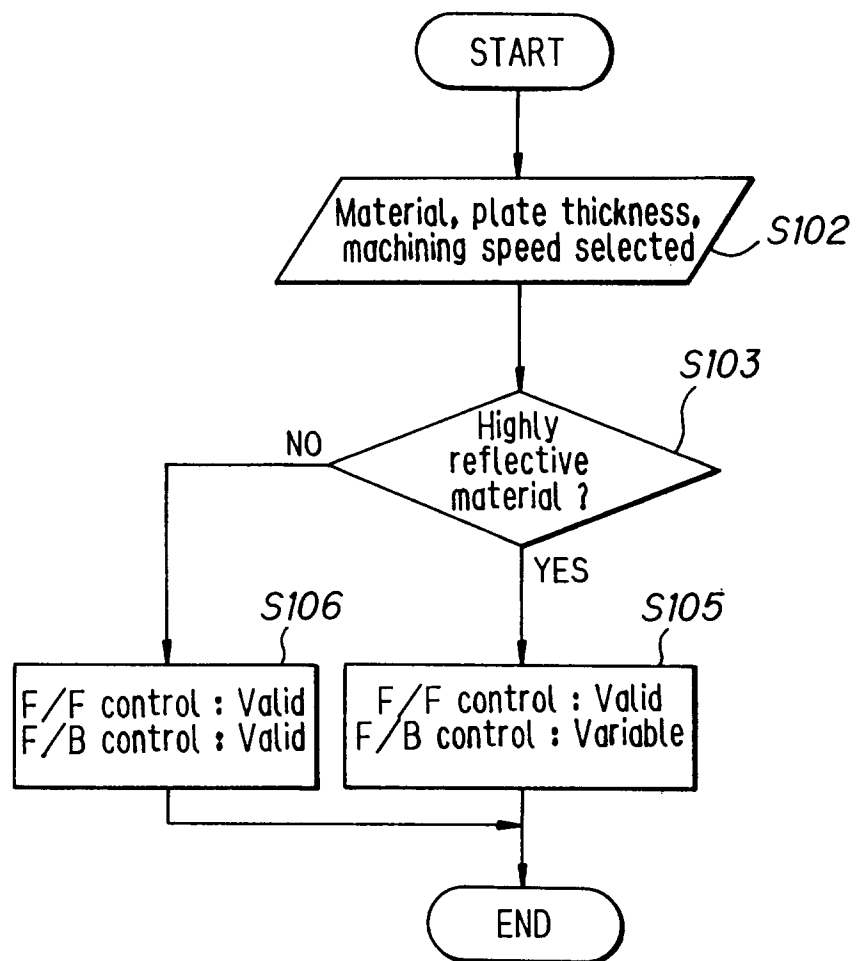 START
Material, plate thickness,
machining speed selected
S102
S103
Highly
reflective
material ?
NO
YES
S106
S105
F/F control : Valid
F/B control : Valid
F/F control : Valid
F/B control : Variable
END